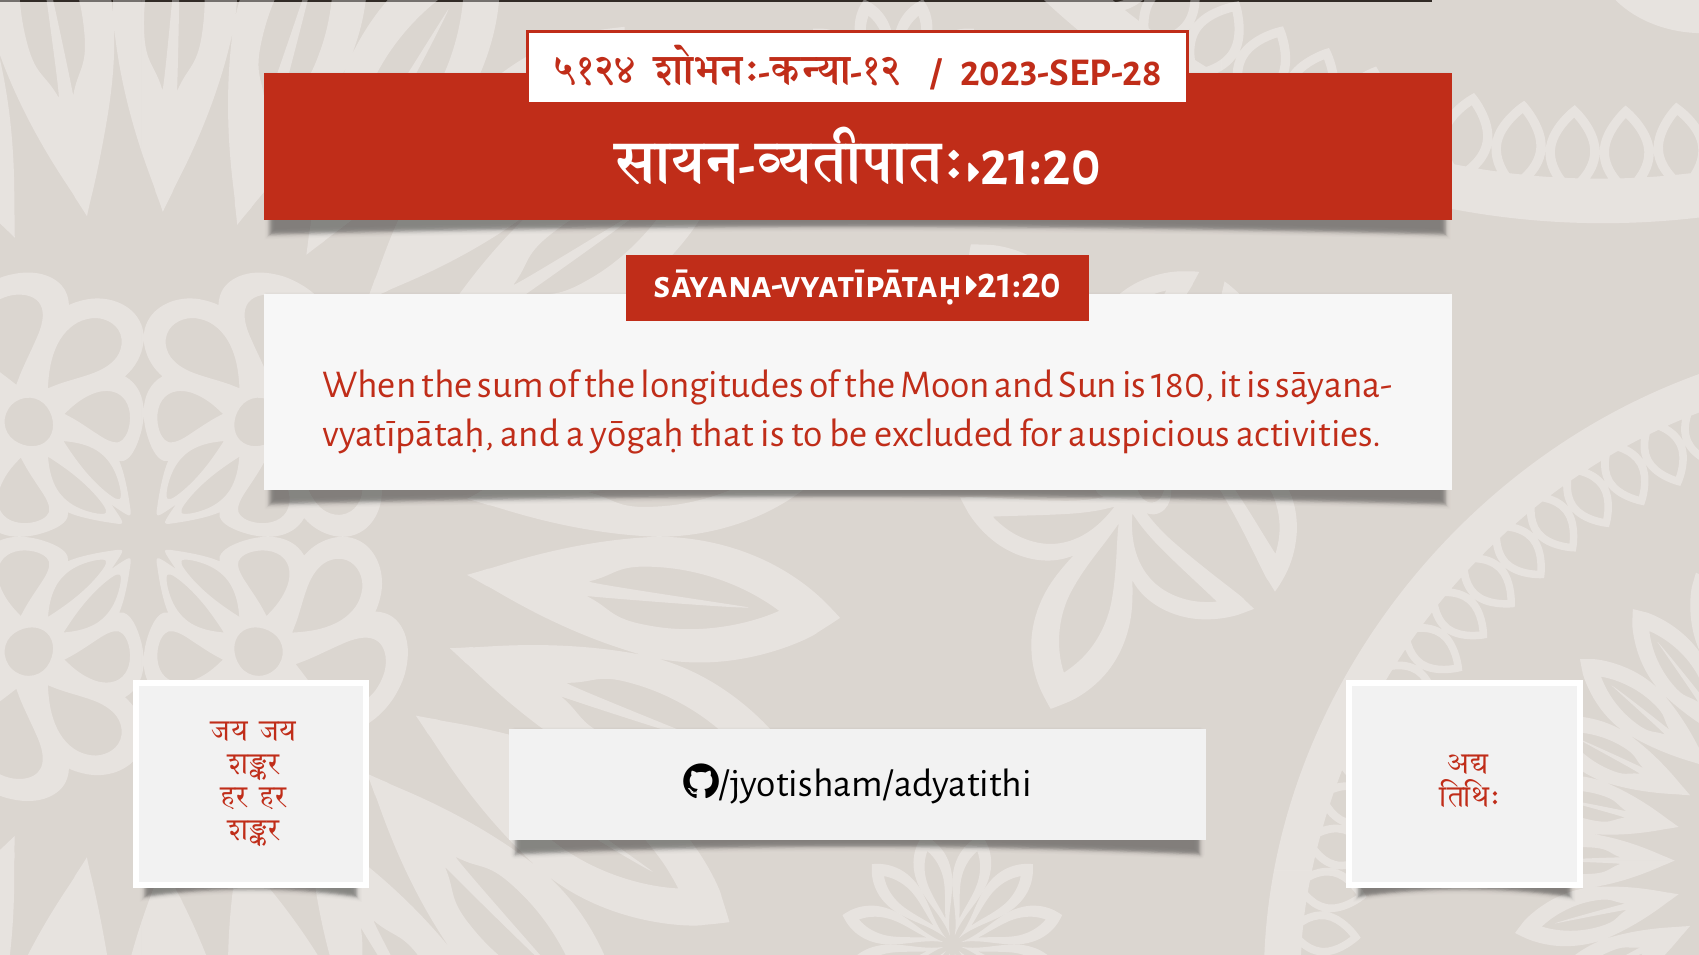 ५१२४ शोभनः-कन्या-१२ / 2023-SEP-28
सायन-व्यतीपातः▸21:20
SĀYANA-VYATĪPĀTAḤ▸21:20
When the sum of the longitudes of the Moon and Sun is 180, it is sāyana-
vyatīpātaḥ, and a yōgaḥ that is to be excluded for auspicious activities.
जय जय
शङ्कर
हर हर
शङ्कर
/jyotisham/adyatithi
अद्य
तिथिः